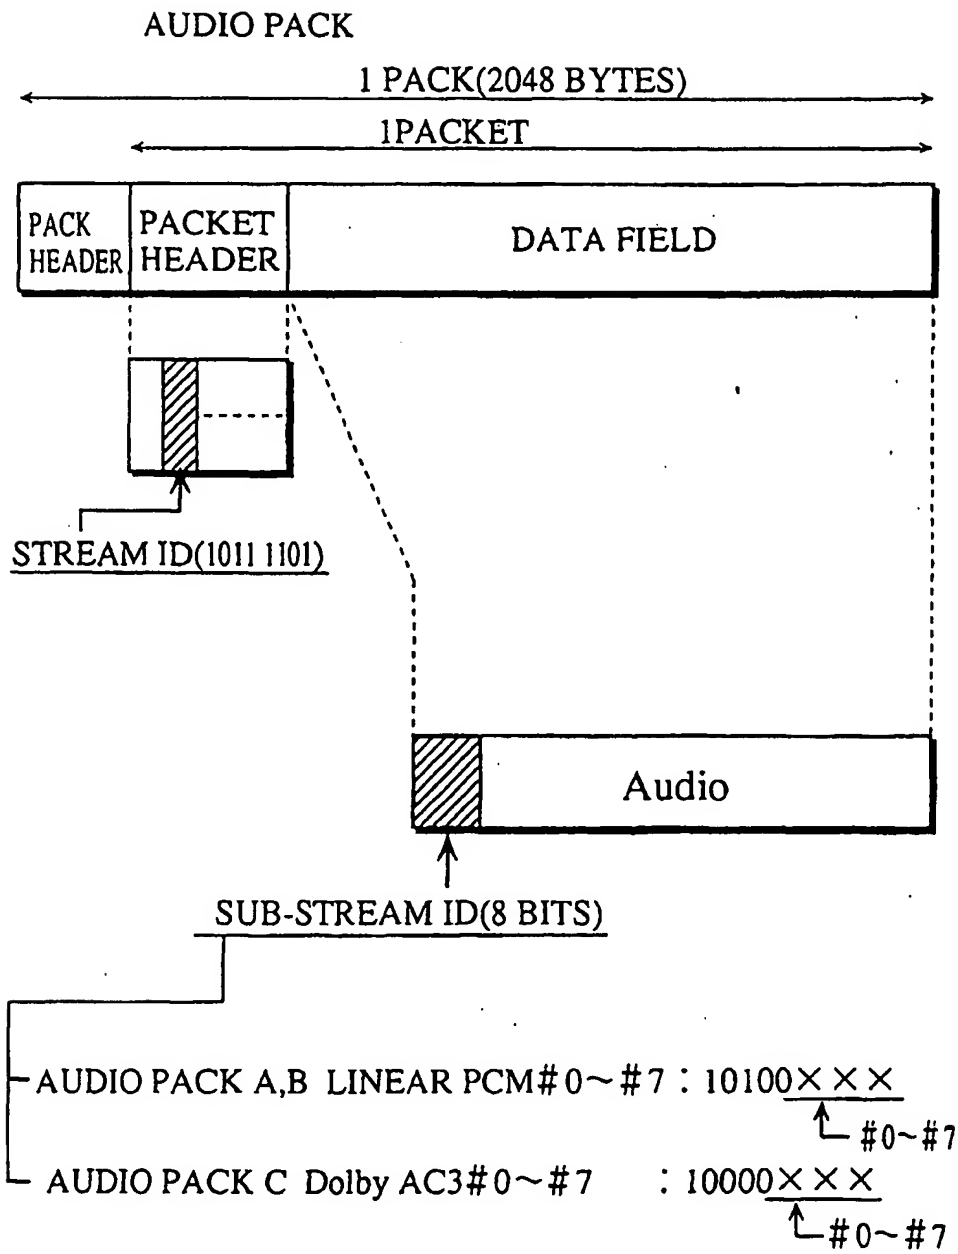 AUDIO PACK
1 PACK(2048 BYTES)
1PACKET
PACK HEADER
PACKET HEADER
DATA FIELD
STREAM ID(1011 1101)
Audio
SUB-STREAM ID(8 BITS)
AUDIO PACK A,B LINEAR PCM#0~#7 : 10100×××
#0~#7
AUDIO PACK C Dolby AC3#0~#7 : 10000×××
#0~#7